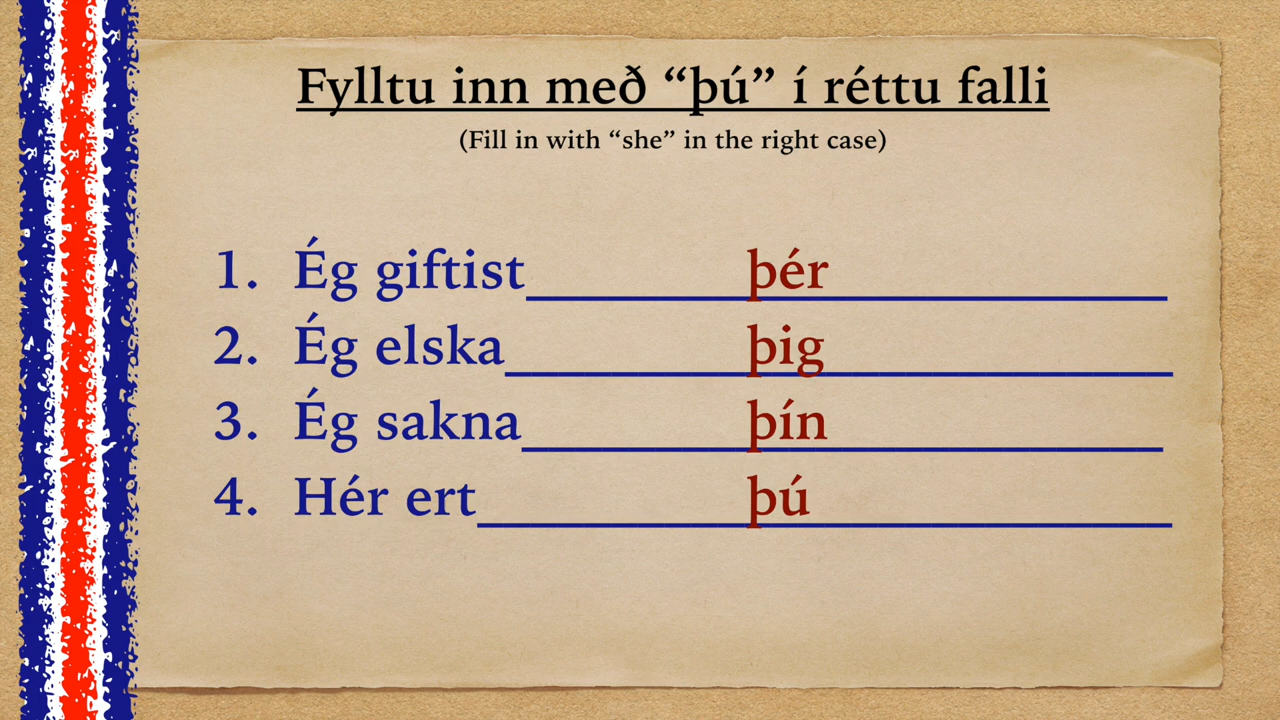 Fylltu inn með “þú” í réttu falli
(Fill in with “she” in the right case)
1. Ég giftist þér
2. Ég elska þig
3. Ég sakna þín
4. Hér ert þú